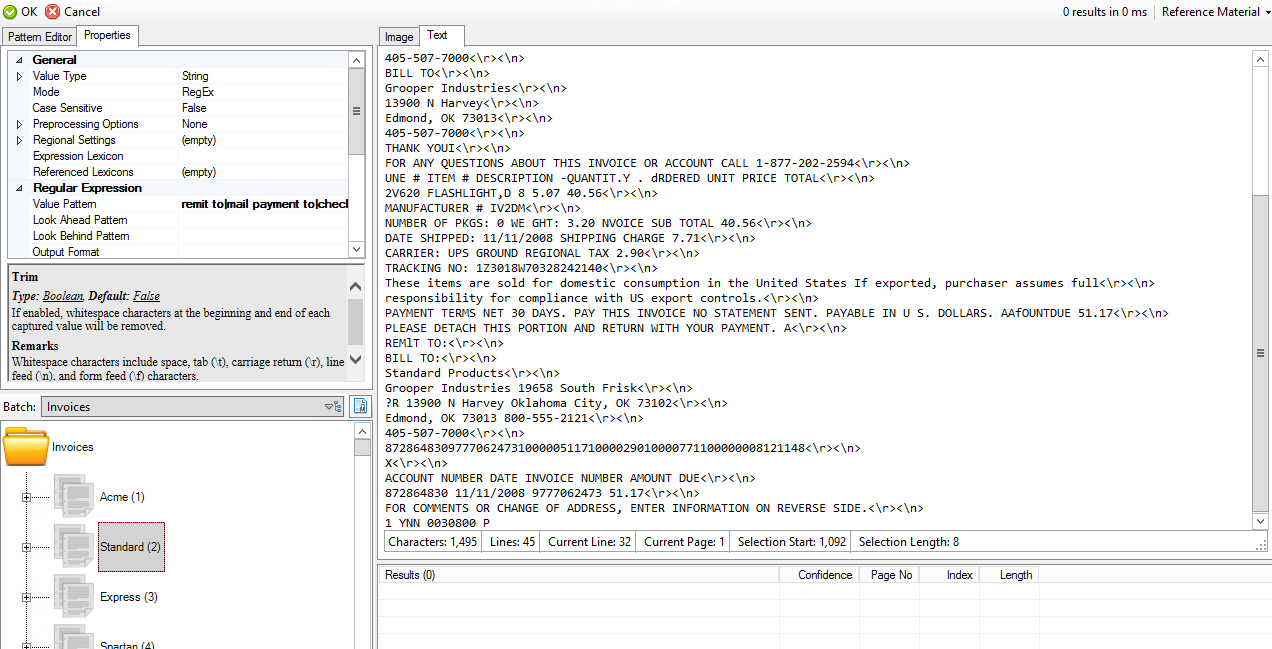 OK Cancel 0 results in 0 ms Reference Material
Pattern Editor Properties
General
Value Type String
Mode RegEx
Case Sensitive False
Preprocessing Options None
Regional Settings (empty)
Expression Lexicon
Referenced Lexicons (empty)
Regular Expression
Value Pattern remit to|mail payment to|check
Look Ahead Pattern
Look Behind Pattern
Output Format
Trim
Type: Boolean, Default: False
If enabled, whitespace characters at the beginning and end of each
captured value will be removed.
Remarks
Whitespace characters include space, tab (\t), carriage return (\r), line
feed (\n), and form feed (\f) characters.
Batch: Invoices
Invoices
Acme (1)
Standard (2)
Express (3)
Spartan (4)
Image Text
405-507-7000<\r><\n>
BILL TO<\r><\n>
Grooper Industries<\r><\n>
13900 N Harvey<\r><\n>
Edmond, OK 73013<\r><\n>
405-507-7000<\r><\n>
THANK YOUI<\r><\n>
FOR ANY QUESTIONS ABOUT THIS INVOICE OR ACCOUNT CALL 1-877-202-2594<\r><\n>
UNE # ITEM # DESCRIPTION -QUANTIT.Y . dRDERED UNIT PRICE TOTAL<\r><\n>
2V620 FLASHLIGHT,D 8 5.07 40.56<\r><\n>
MANUFACTURER # IV2DM<\r><\n>
NUMBER OF PKGS: 0 WE GHT: 3.20 NVOICE SUB TOTAL 40.56<\r><\n>
DATE SHIPPED: 11/11/2008 SHIPPING CHARGE 7.71<\r><\n>
CARRIER: UPS GROUND REGIONAL TAX 2.90<\r><\n>
TRACKING NO: 1Z3018W70328242140<\r><\n>
These items are sold for domestic consumption in the United States If exported, purchaser assumes full<\r><\n>
responsibility for compliance with US export controls.<\r><\n>
PAYMENT TERMS NET 30 DAYS. PAY THIS INVOICE NO STATEMENT SENT. PAYABLE IN U S. DOLLARS. AAfOUNTDUE 51.17<\r><\n>
PLEASE DETACH THIS PORTION AND RETURN WITH YOUR PAYMENT. A<\r><\n>
REMlT TO:<\r><\n>
BILL TO:<\r><\n>
Standard Products<\r><\n>
Grooper Industries 19658 South Frisk<\r><\n>
?R 13900 N Harvey Oklahoma City, OK 73102<\r><\n>
Edmond, OK 73013 800-555-2121<\r><\n>
405-507-7000<\r><\n>
872864830977706247310000051171000029010000771100000008121148<\r><\n>
X<\r><\n>
ACCOUNT NUMBER DATE INVOICE NUMBER AMOUNT DUE<\r><\n>
872864830 11/11/2008 9777062473 51.17<\r><\n>
FOR COMMENTS OR CHANGE OF ADDRESS, ENTER INFORMATION ON REVERSE SIDE.<\r><\n>
1 YNN 0030800 P
Characters: 1,495 Lines: 45 Current Line: 32 Current Page: 1 Selection Start: 1,092 Selection Length: 8
Results (0) Confidence Page No Index Length